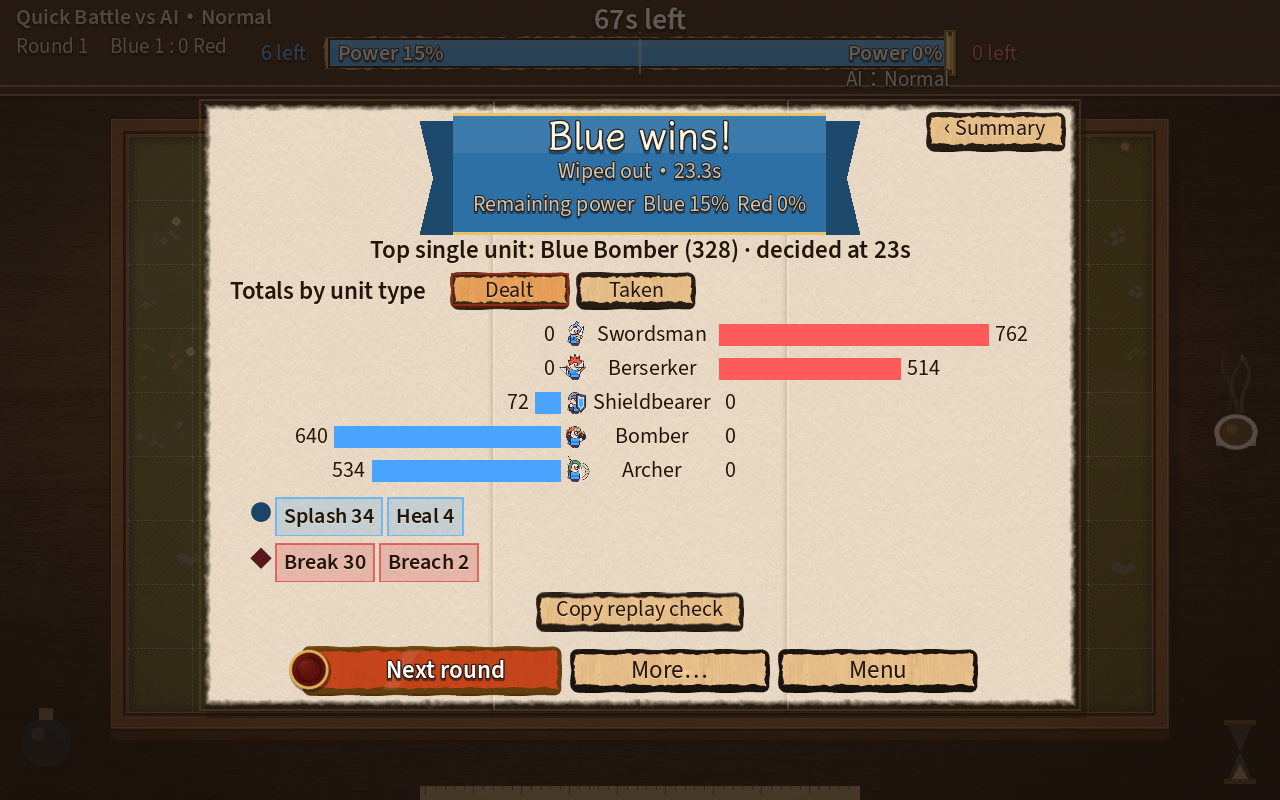 Quick Battle vs AI・Normal
67s left
Round 1 Blue 1 : 0 Red
6 left
Power 15%
Power 0%
0 left
AI：Normal
‹ Summary
Blue wins!
Wiped out・23.3s
Remaining power Blue 15% Red 0%
Top single unit: Blue Bomber (328) · decided at 23s
Totals by unit type
Dealt
Taken
0 Swordsman 762
0 Berserker 514
72 Shieldbearer 0
640 Bomber 0
534 Archer 0
Splash 34
Heal 4
Break 30
Breach 2
Copy replay check
Next round
More…
Menu